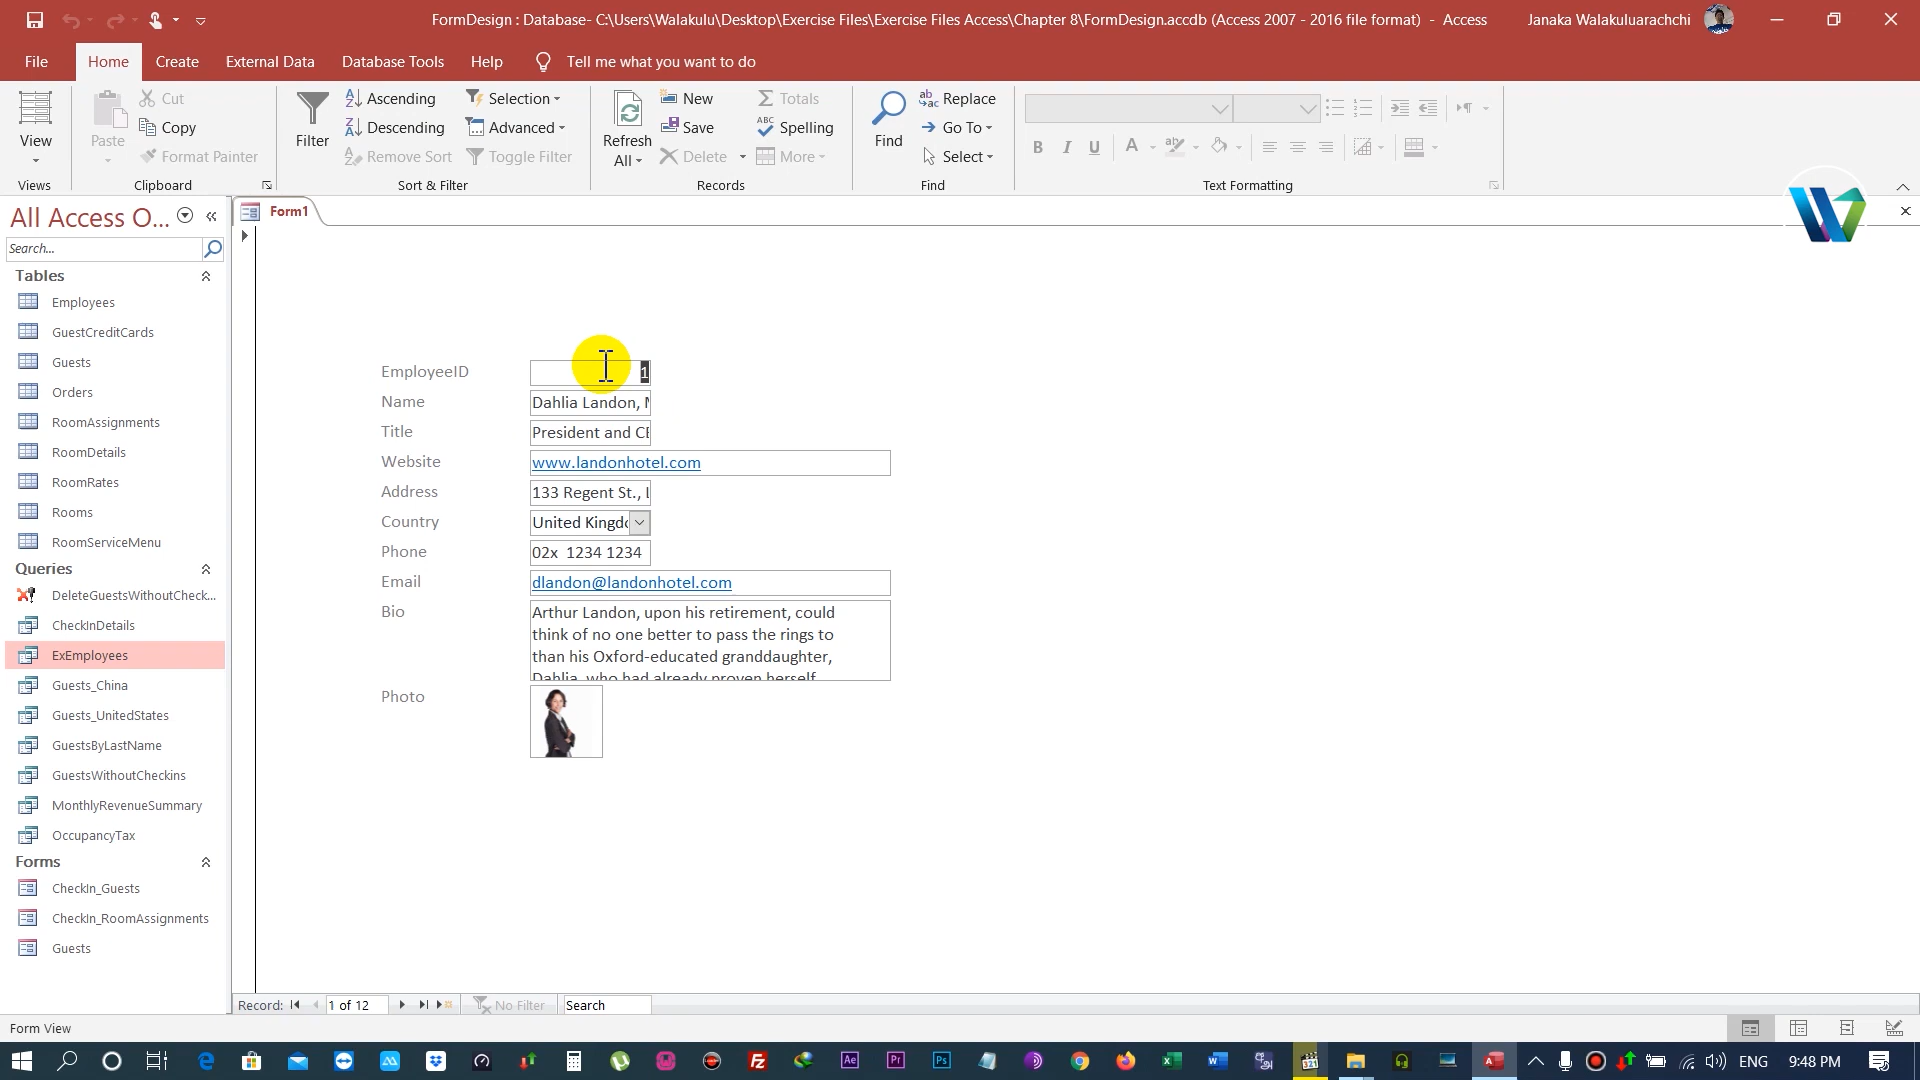 FormDesign : Database- C:\Users\Walakulu\Desktop\Exercise Files\Exercise Files Access\Chapter 8\FormDesign.accdb (Access 2007 - 2016 file format) - Access
Janaka Walakuluarachchi
File
Home
Create
External Data
Database Tools
Help
Tell me what you want to do
View
Views
Paste
Cut
Copy
Format Painter
Clipboard
Filter
Ascending
Descending
Remove Sort
Selection
Advanced
Toggle Filter
Sort & Filter
Refresh
All
New
Save
Delete
Totals
Spelling
More
Records
Find
Replace
Go To
Select
Find
B I U A
Text Formatting
All Access O...
Search...
Tables
Employees
GuestCreditCards
Guests
Orders
RoomAssignments
RoomDetails
RoomRates
Rooms
RoomServiceMenu
Queries
DeleteGuestsWithoutCheck...
CheckInDetails
ExEmployees
Guests_China
Guests_UnitedStates
GuestsByLastName
GuestsWithoutCheckins
MonthlyRevenueSummary
OccupancyTax
Forms
CheckIn_Guests
CheckIn_RoomAssignments
Guests
Form1
EmployeeID 1
Name Dahlia Landon,
Title President and CE
Website www.landonhotel.com
Address 133 Regent St., L
Country United Kingdo
Phone 02x 1234 1234
Email dlandon@landonhotel.com
Bio Arthur Landon, upon his retirement, could
think of no one better to pass the rings to
than his Oxford-educated granddaughter,
Dahlia, who had already proven herself
Photo
Record: 1 of 12 No Filter Search
Form View
ENG 9:48 PM